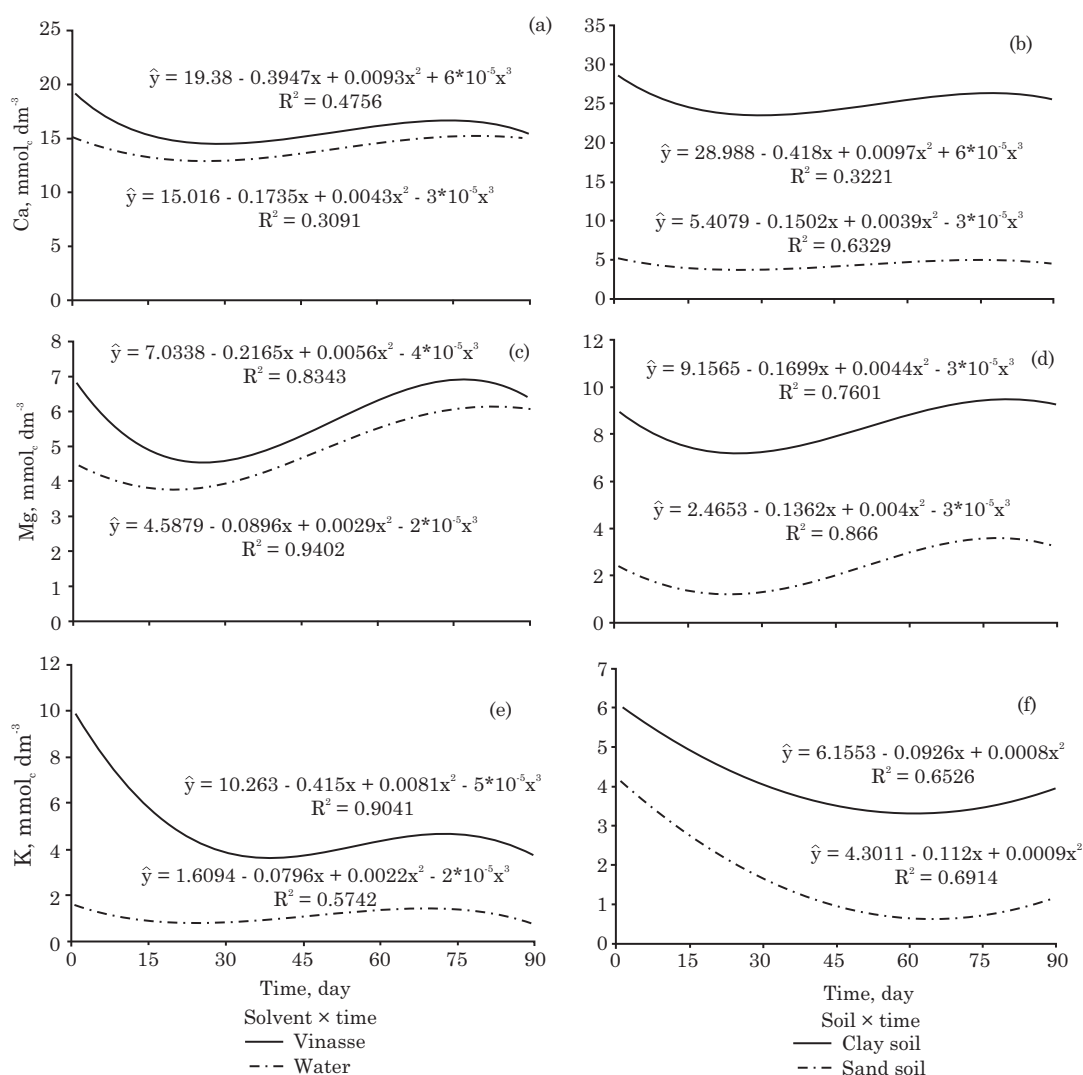 (a)
25
20
15
10
5
0
Ca, mmol_c dm^-3
ŷ = 19.38 - 0.3947x + 0.0093x² + 6*10^-5x³
R² = 0.4756
ŷ = 15.016 - 0.1735x + 0.0043x² - 3*10^-5x³
R² = 0.3091
(b)
35
30
25
20
15
10
5
0
ŷ = 28.988 - 0.418x + 0.0097x² + 6*10^-5x³
R² = 0.3221
ŷ = 5.4079 - 0.1502x + 0.0039x² - 3*10^-5x³
R² = 0.6329
(c)
8
7
6
5
4
3
2
1
0
Mg, mmol_c dm^-3
ŷ = 7.0338 - 0.2165x + 0.0056x² - 4*10^-5x³
R² = 0.8343
ŷ = 4.5879 - 0.0896x + 0.0029x² - 2*10^-5x³
R² = 0.9402
(d)
12
10
8
6
4
2
0
ŷ = 9.1565 - 0.1699x + 0.0044x² - 3*10^-5x³
R² = 0.7601
ŷ = 2.4653 - 0.1362x + 0.004x² - 3*10^-5x³
R² = 0.866
(e)
12
10
8
6
4
2
0
K, mmol_c dm^-3
ŷ = 10.263 - 0.415x + 0.0081x² - 5*10^-5x³
R² = 0.9041
ŷ = 1.6094 - 0.0796x + 0.0022x² - 2*10^-5x³
R² = 0.5742
0 15 30 45 60 75 90
Time, day
Solvent × time
Vinasse
Water
(f)
7
6
5
4
3
2
1
0
ŷ = 6.1553 - 0.0926x + 0.0008x²
R² = 0.6526
ŷ = 4.3011 - 0.112x + 0.0009x²
R² = 0.6914
0 15 30 45 60 75 90
Time, day
Soil × time
Clay soil
Sand soil